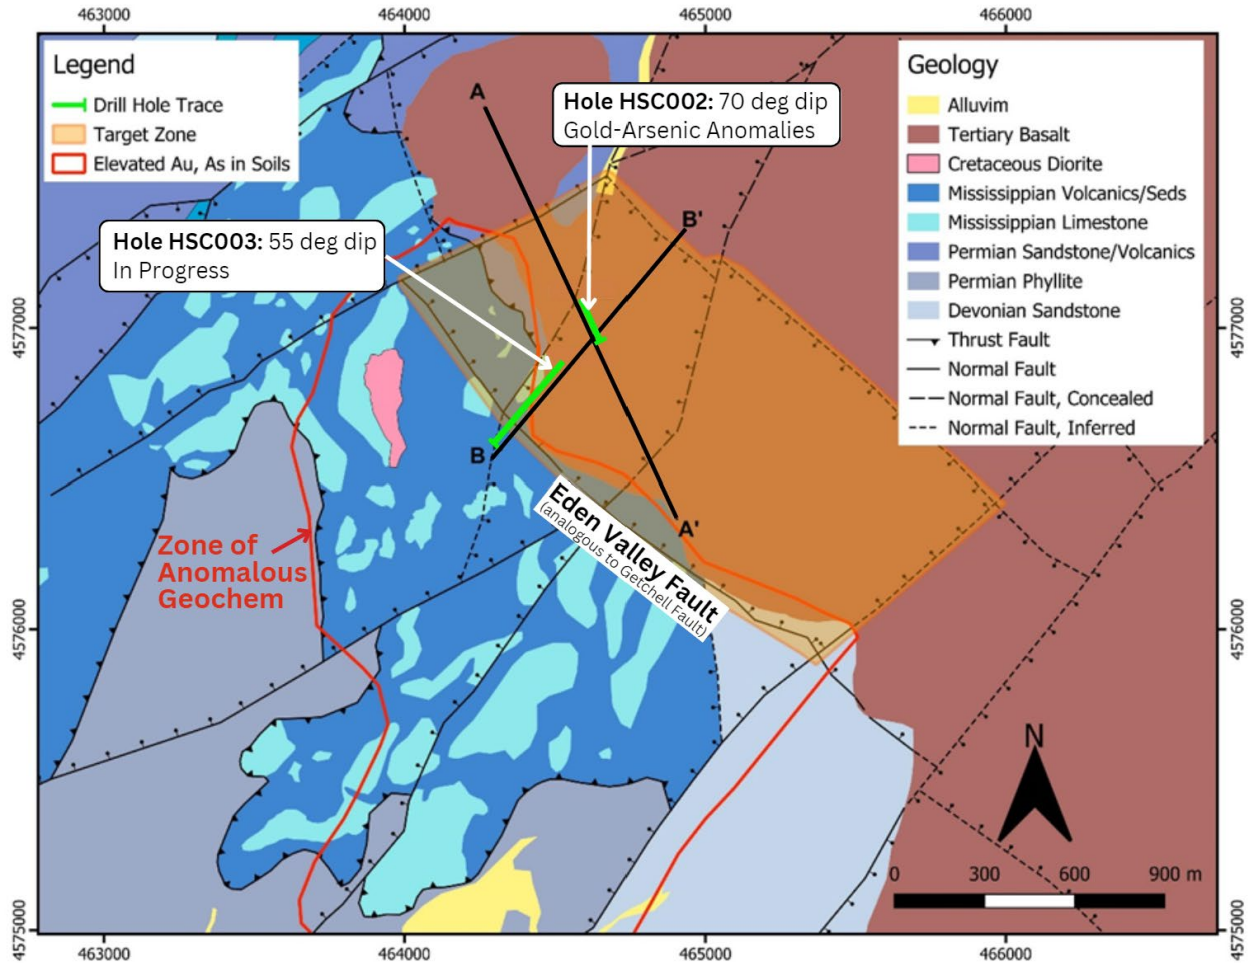 463000
464000
465000
466000
Legend
Drill Hole Trace
Target Zone
Elevated Au, As in Soils
A
Hole HSC002: 70 deg dip
Gold-Arsenic Anomalies
Geology
Alluvim
Tertiary Basalt
Cretaceous Diorite
Mississippian Volcanics/Seds
Mississippian Limestone
Permian Sandstone/Volcanics
Permian Phyllite
Devonian Sandstone
Thrust Fault
Normal Fault
Normal Fault, Concealed
Normal Fault, Inferred
B'
Hole HSC003: 55 deg dip
In Progress
4577000
4577000
B
A'
Eden Valley Fault
(analogous to Getchell Fault)
Zone of
Anomalous
Geochem
4576000
4576000
N
0 300 600 900 m
4575000
4575000
463000
464000
465000
466000